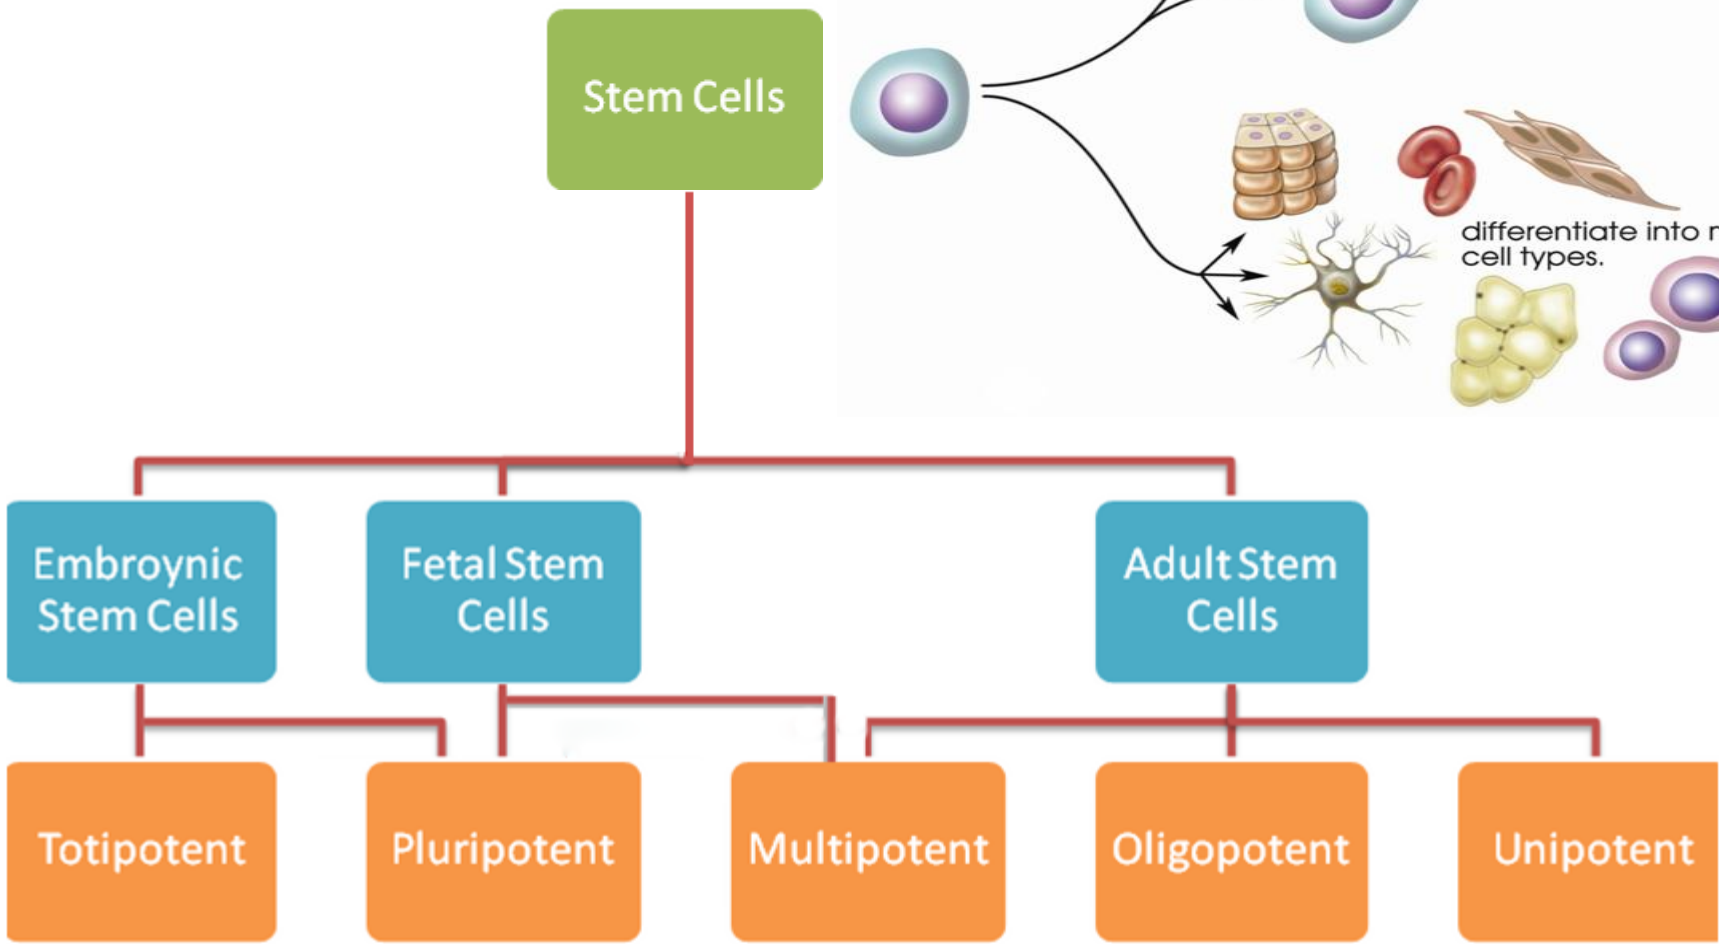 Stem Cells
differentiate into
cell types.
Embroynic
Stem Cells
Fetal Stem
Cells
Adult Stem
Cells
Totipotent
Pluripotent
Multipotent
Oligopotent
Unipotent